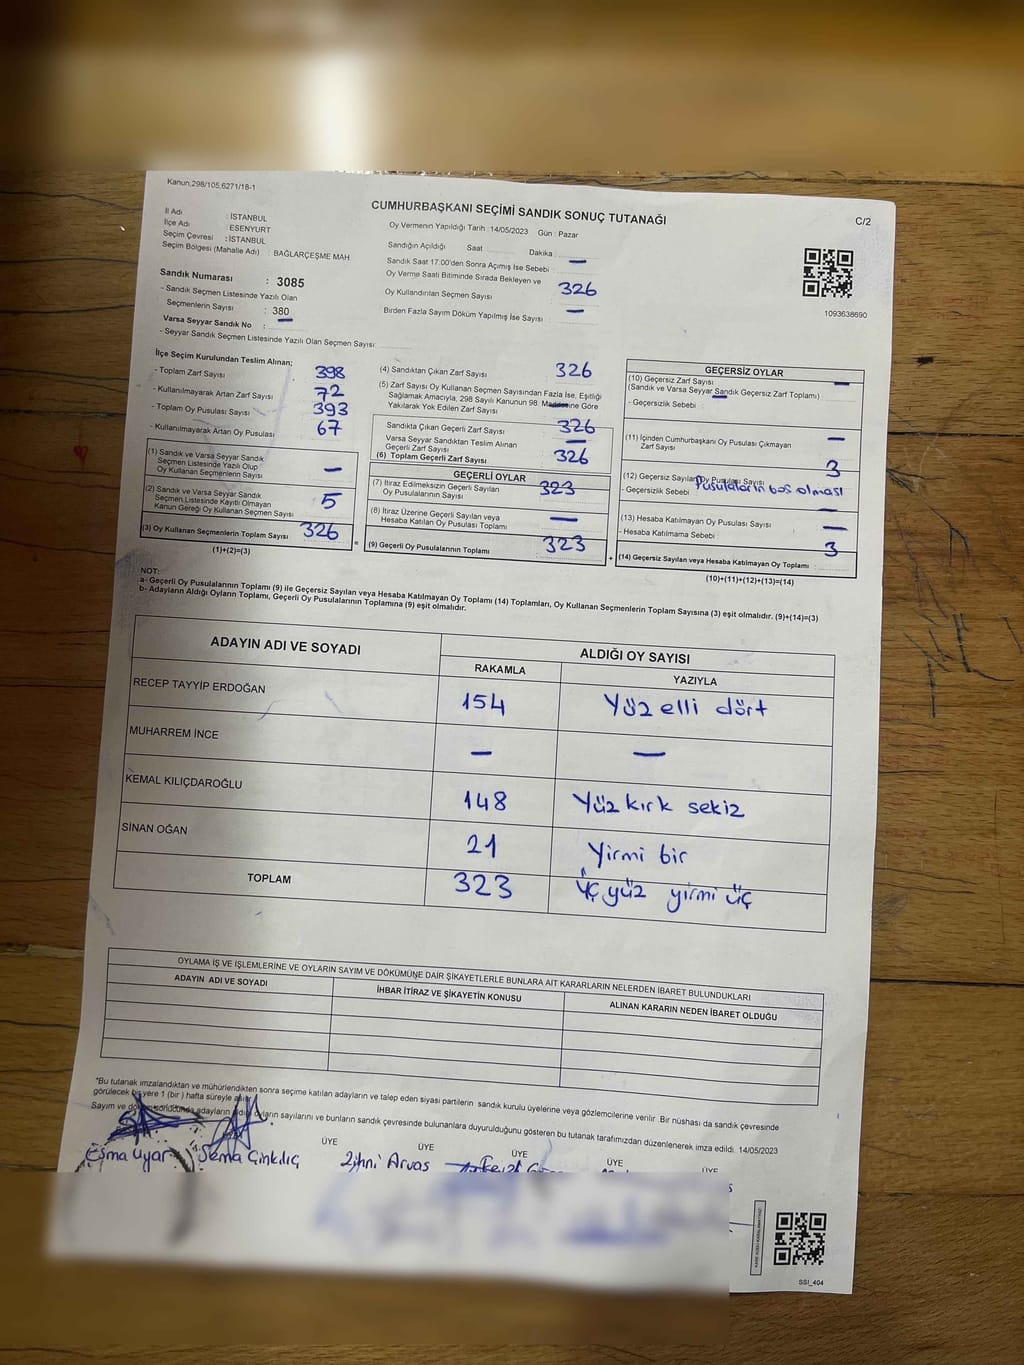 Kanun,298/105,6271/18-1
CUMHURBAŞKANI SEÇİMİ SANDIK SONUÇ TUTANAĞI
C/2
İl Adı : İSTANBUL
İlçe Adı : ESENYURT
Seçim Çevresi : İSTANBUL
Seçim Bölgesi (Mahalle Adı) : BAĞLARÇEŞME MAH.
Sandık Numarası : 3085
- Sandık Seçmen Listesinde Yazılı Olan
Seçmenlerin Sayısı : 380
Varsa Seyyar Sandık No : —
- Seyyar Sandık Seçmen Listesinde Yazılı Olan Seçmen Sayısı:
Oy Vermenin Yapıldığı Tarih : 14/05/2023 Gün : Pazar
Sandığın Açıldığı Saat Dakika :
Sandık Saat 17.00'den Sonra Açımış İse Sebebi : —
Oy Verme Saati Bitiminde Sırada Bekleyen ve
Oy Kullandırılan Seçmen Sayısı : 326
Birden Fazla Sayım Döküm Yapılmış İse Sayısı : —
1093638690
İlçe Seçim Kurulundan Teslim Alınan;
- Toplam Zarf Sayısı : 398
- Kullanılmayarak Artan Zarf Sayısı : 72
- Toplam Oy Pusulası Sayısı : 393
- Kullanılmayarak Artan Oy Pusulası : 67
(1) Sandık ve Varsa Seyyar Sandık
Seçmen Listesinde Yazılı Olup
Oy Kullanan Seçmenlerin Sayısı : —
(2) Sandık ve Varsa Seyyar Sandık
Seçmen Listesinde Kayıtlı Olmayan
Kanun Gereği Oy Kullanan Seçmen Sayısı : 5
(3) Oy Kullanan Seçmenlerin Toplam Sayısı : 326
(1)+(2)=(3)
(4) Sandıktan Çıkan Zarf Sayısı : 326
(5) Zarf Sayısı Oy Kullanan Seçmen Sayısından Fazla İse, Eşitliği
Sağlamak Amacıyla, 298 Sayılı Kanunun 98. Maddesine Göre
Yakılarak Yok Edilen Zarf Sayısı : —
Sandıkta Çıkan Geçerli Zarf Sayısı : 326
Varsa Seyyar Sandıktan Teslim Alınan
Geçerli Zarf Sayısı : —
(6) Toplam Geçerli Zarf Sayısı : 326
GEÇERLİ OYLAR
(7) İtiraz Edilmeksizin Geçerli Sayılan
Oy Pusulasının Sayısı : 323
(8) İtiraz Üzerine Geçerli Sayılan veya
Hesaba Katılan Oy Pusulası Toplamı : —
(9) Geçerli Oy Pusulalarının Toplamı : 323
GEÇERSİZ OYLAR
(10) Geçersiz Zarf Sayısı : —
(Sandık ve Varsa Seyyar Sandık Geçersiz Zarf Toplamı)
- Geçersizlik Sebebi : —
(11) İçinden Cumhurbaşkanı Oy Pusulası Çıkmayan
Zarf Sayısı : —
(12) Geçersiz Sayılan Oy Pusulası Sayısı : 3
- Geçersizlik Sebebi : Pusulaların boş olması
(13) Hesaba Katılmayan Oy Pusulası Sayısı : —
- Hesaba Katılmama Sebebi : —
(14) Geçersiz Sayılan veya Hesaba Katılmayan Oy Toplamı : 3
(10)+(11)+(12)+(13)=(14)
NOT:
a- Geçerli Oy Pusulalarının Toplamı (9) ile Geçersiz Sayılan veya Hesaba Katılmayan Oy Toplamı (14) Toplamları, Oy Kullanan Seçmenlerin Toplam Sayısına (3) eşit olmalıdır. (9)+(14)=(3)
b- Adayların Aldığı Oyların Toplamı, Geçerli Oy Pusulalarının Toplamına (9) eşit olmalıdır.
ADAYIN ADI VE SOYADI
ALDIĞI OY SAYISI
RAKAMLA YAZIYLA
RECEP TAYYİP ERDOĞAN 154 Yüz elli dört
MUHARREM İNCE — —
KEMAL KILIÇDAROĞLU 148 Yüz kırk sekiz
SİNAN OĞAN 21 Yirmi bir
TOPLAM 323 Üç yüz yirmi üç
OYLAMA İŞ VE İŞLEMLERİNE VE OYLARIN SAYIM VE DÖKÜMÜNE DAİR ŞİKAYETLERLE BUNLARA AİT KARARLARIN NELERDEN İBARET BULUNDUKLARI
ADAYIN ADI VE SOYADI İHBAR İTİRAZ VE ŞİKAYETİN KONUSU ALINAN KARARIN NEDEN İBARET OLDUĞU
*Bu tutanak imzalandıktan ve mühürlendikten sonra seçime katılan adayların ve talep eden siyasi partilerin sandık kurulu üyelerine veya gözlemcilerine verilir. Bir nüshası da sandık çevresinde
görülecek bir yere 1 (bir ) hafta süreyle asılır.
Sayım ve döküm sonucunda adayların aldığı oyların sayılarını ve bunların sandık çevresinde bulunanlara duyurulduğunu gösteren bu tutanak tarafımızdan düzenlenerek imza edildi. 14/05/2023
ÜYE ÜYE ÜYE ÜYE ÜYE
Esma Uyar Sema Çinkılıç Zihni Arvas
SSI_404